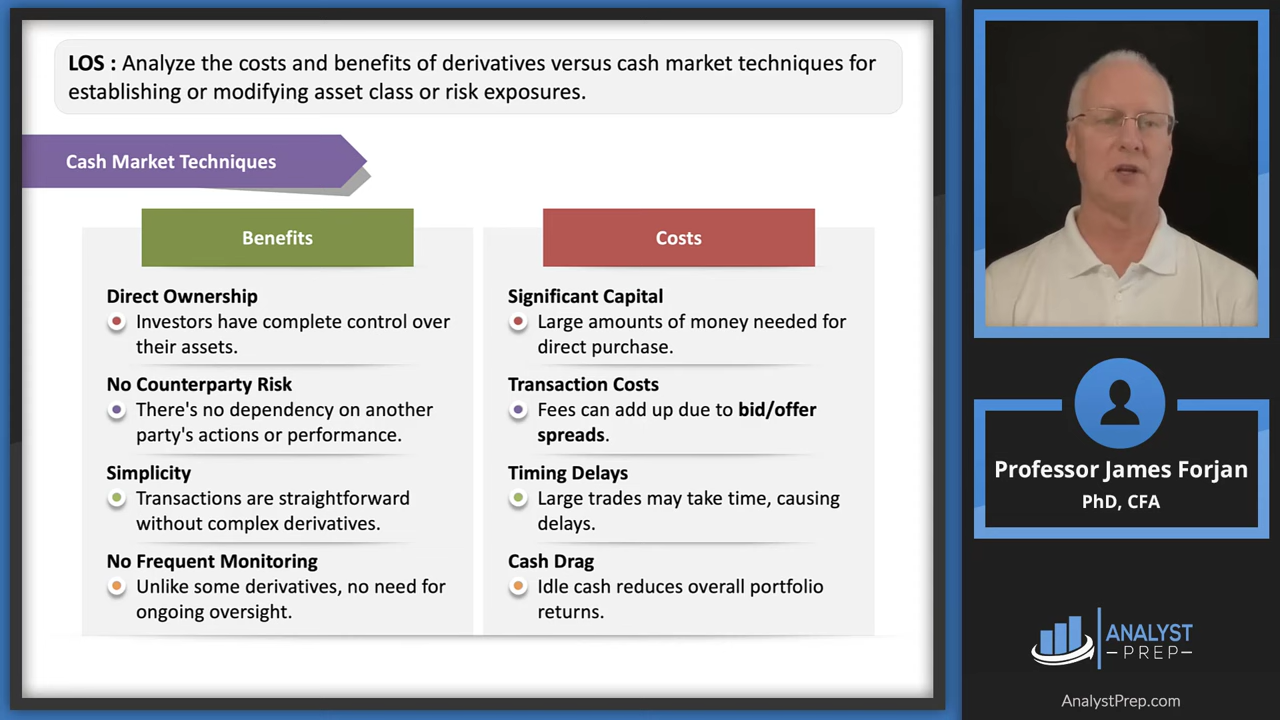 LOS : Analyze the costs and benefits of derivatives versus cash market techniques for
establishing or modifying asset class or risk exposures.
Cash Market Techniques
Benefits
Direct Ownership
Investors have complete control over
their assets.
No Counterparty Risk
There's no dependency on another
party's actions or performance.
Simplicity
Transactions are straightforward
without complex derivatives.
No Frequent Monitoring
Unlike some derivatives, no need for
ongoing oversight.
Costs
Significant Capital
Large amounts of money needed for
direct purchase.
Transaction Costs
Fees can add up due to bid/offer
spreads.
Timing Delays
Large trades may take time, causing
delays.
Cash Drag
Idle cash reduces overall portfolio
returns.
Professor James Forjan
PhD, CFA
ANALYST
PREP
AnalystPrep.com